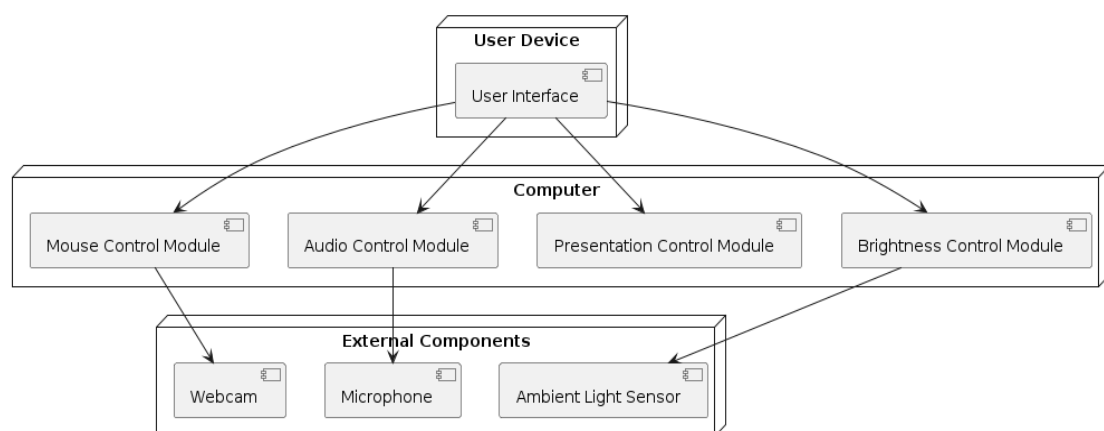 User Device
User Interface
Computer
Mouse Control Module
Audio Control Module
Presentation Control Module
Brightness Control Module
External Components
Webcam
Microphone
Ambient Light Sensor